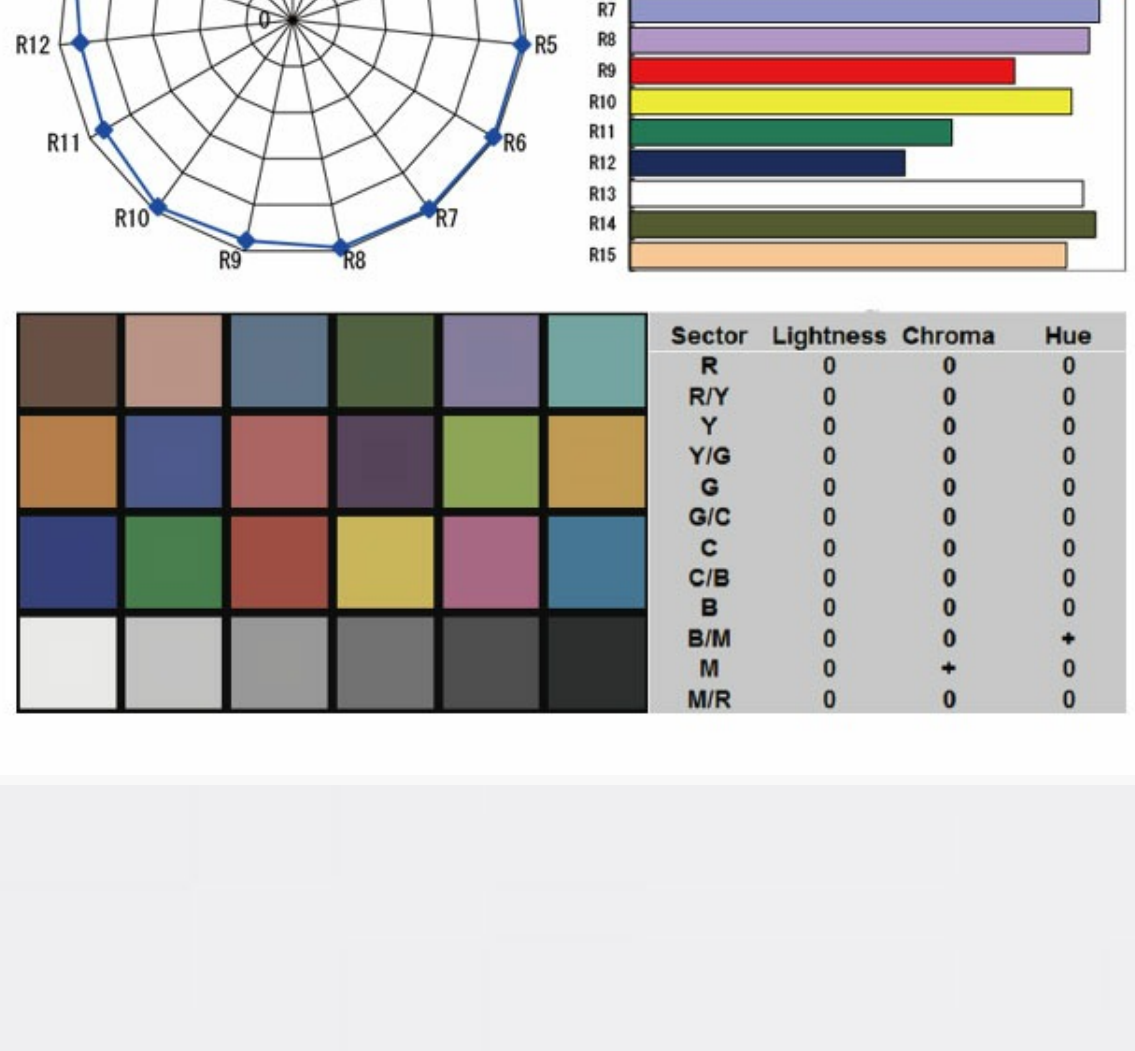 0
R12
R5
R11
R6
R10
R7
R9
R8
R7
R8
R9
R10
R11
R12
R13
R14
R15
Sector Lightness Chroma Hue
R 0 0 0
R/Y 0 0 0
Y 0 0 0
Y/G 0 0 0
G 0 0 0
G/C 0 0 0
C 0 0 0
C/B 0 0 0
B 0 0 0
B/M 0 0 +
M 0 + 0
M/R 0 0 0